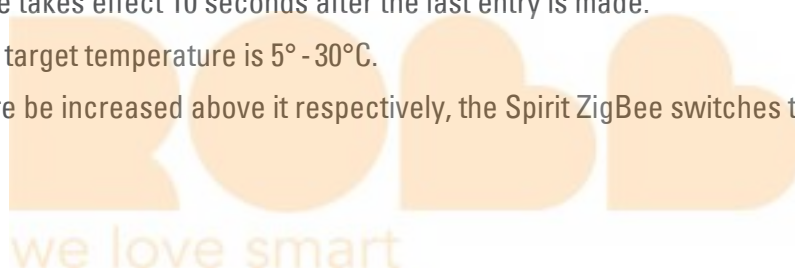 e takes effect 10 seconds after the last entry is made.
target temperature is 5° - 30°C.
e be increased above it respectively, the Spirit ZigBee switches t
ROBB
we love smart